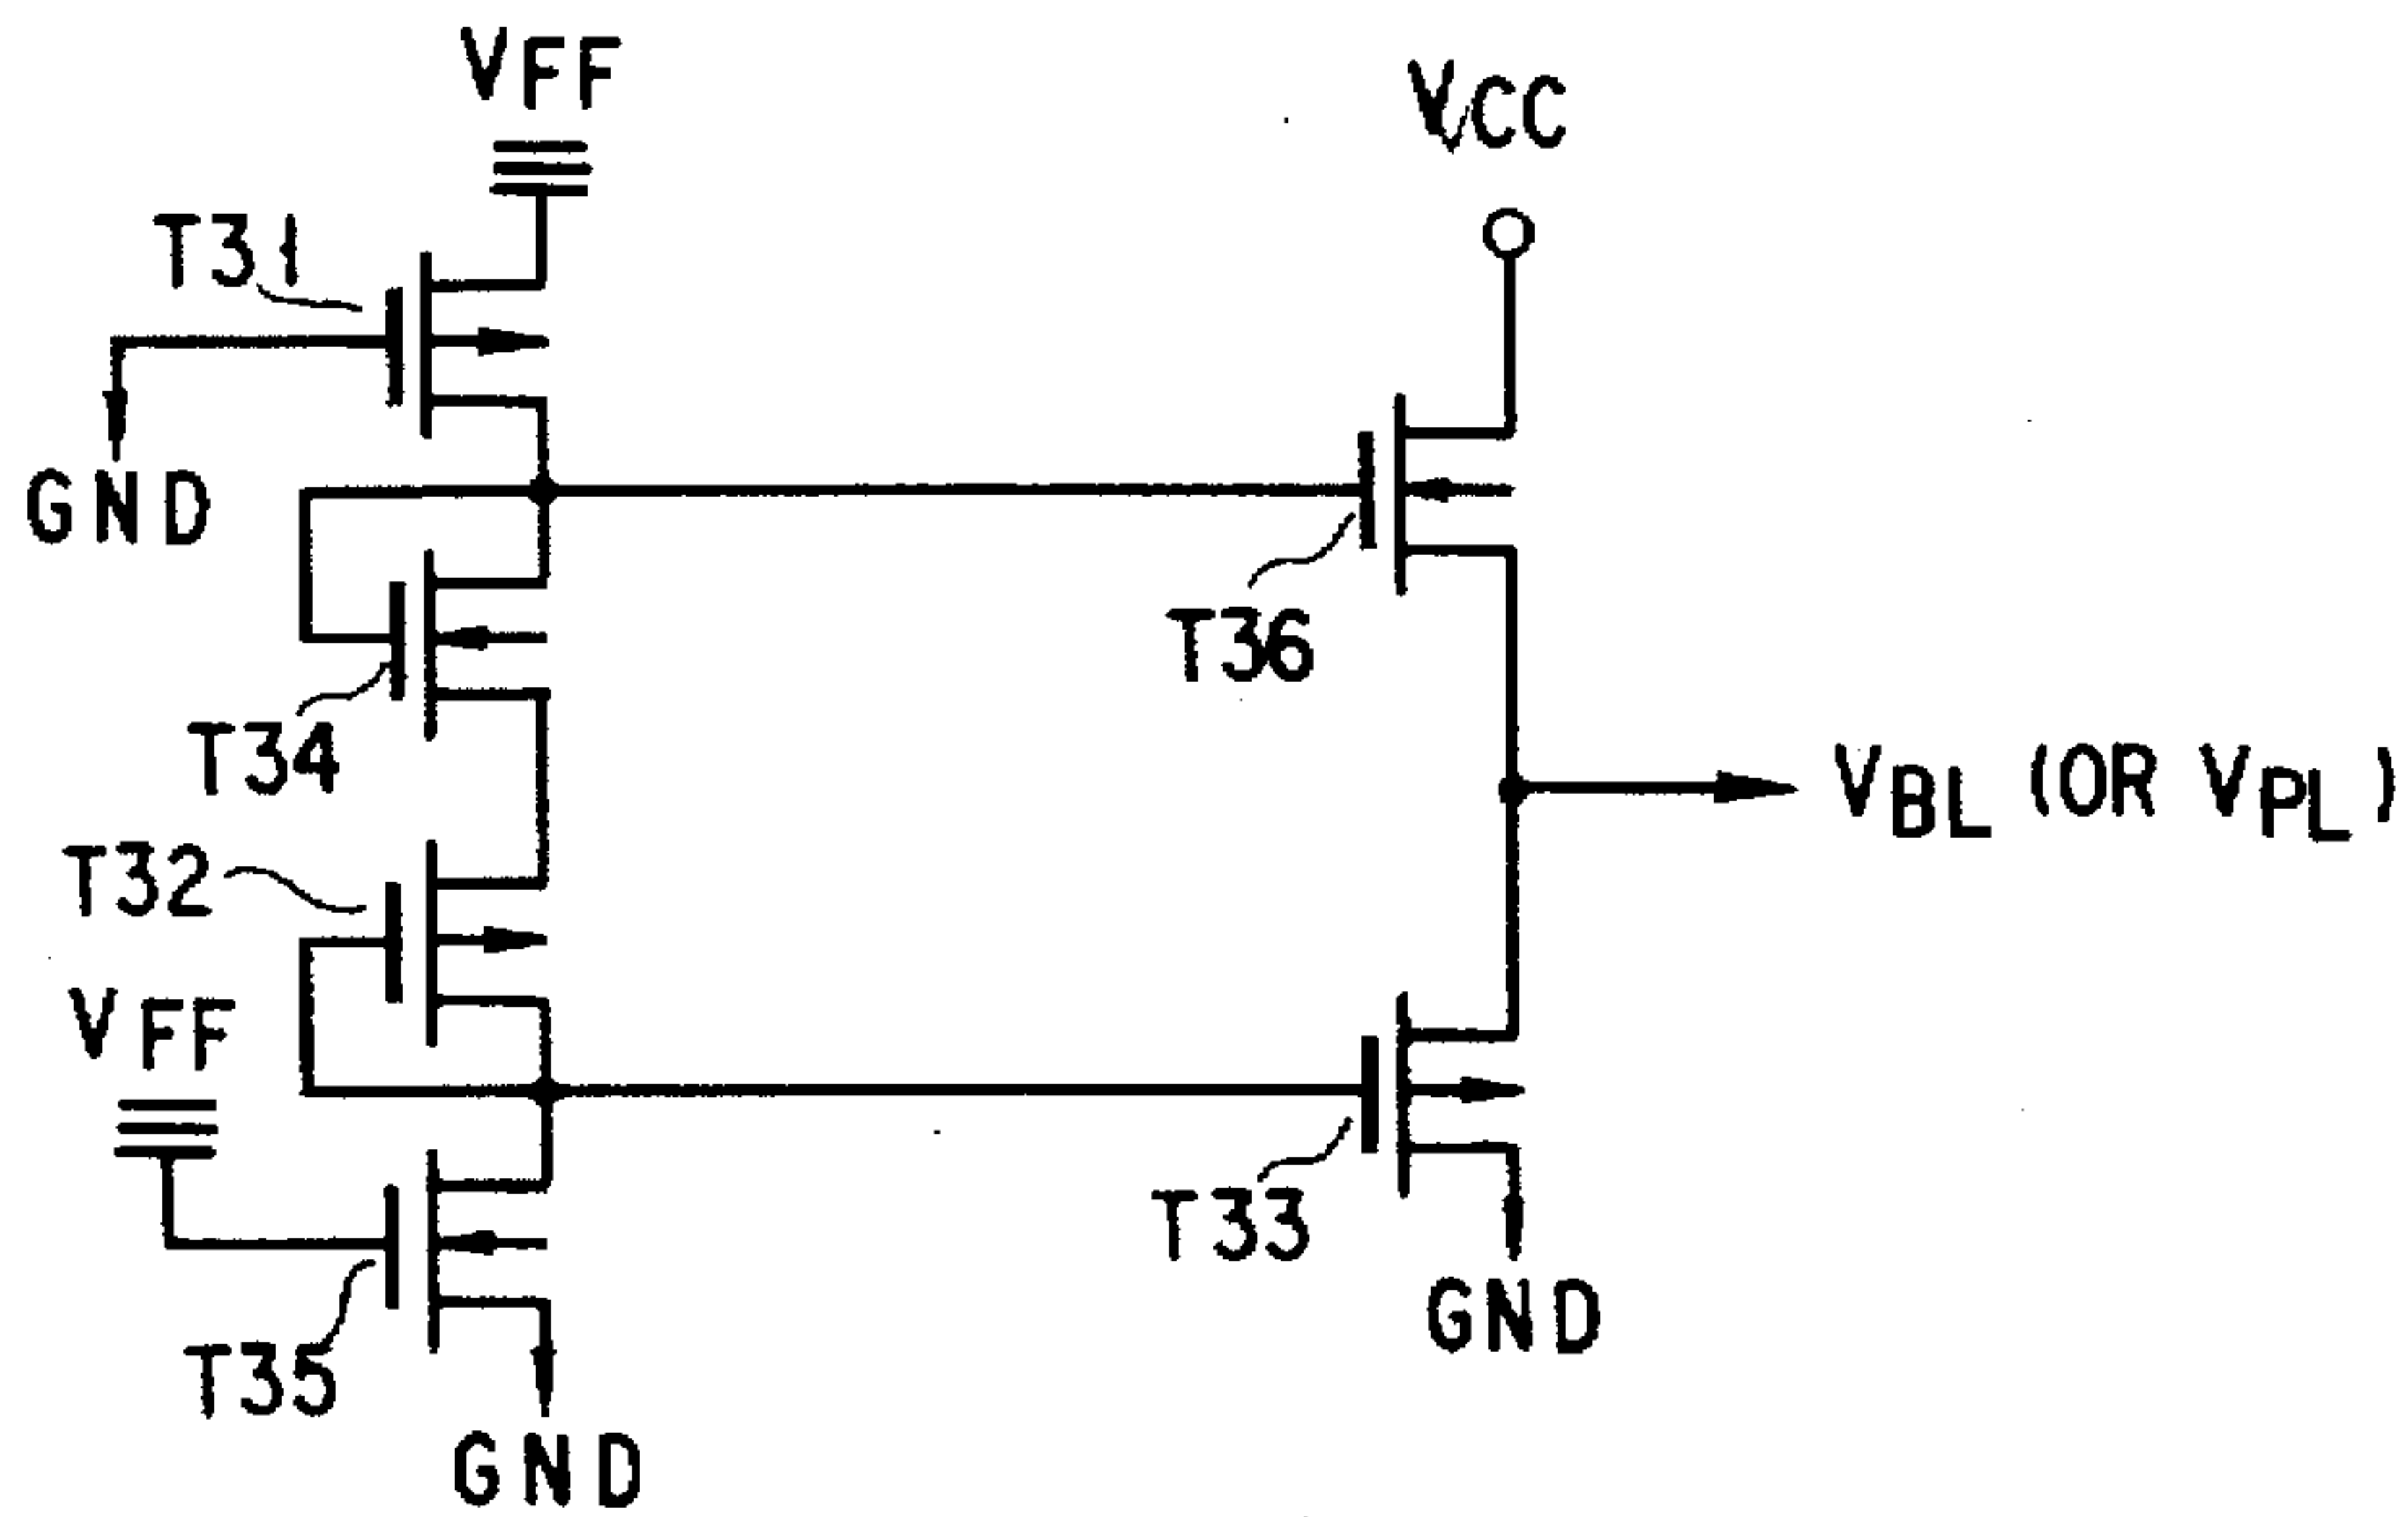 VFF
VCC
T31
GND
T36
T34
VBL (OR VPL)
T32
VFF
T33
GND
T35
GND